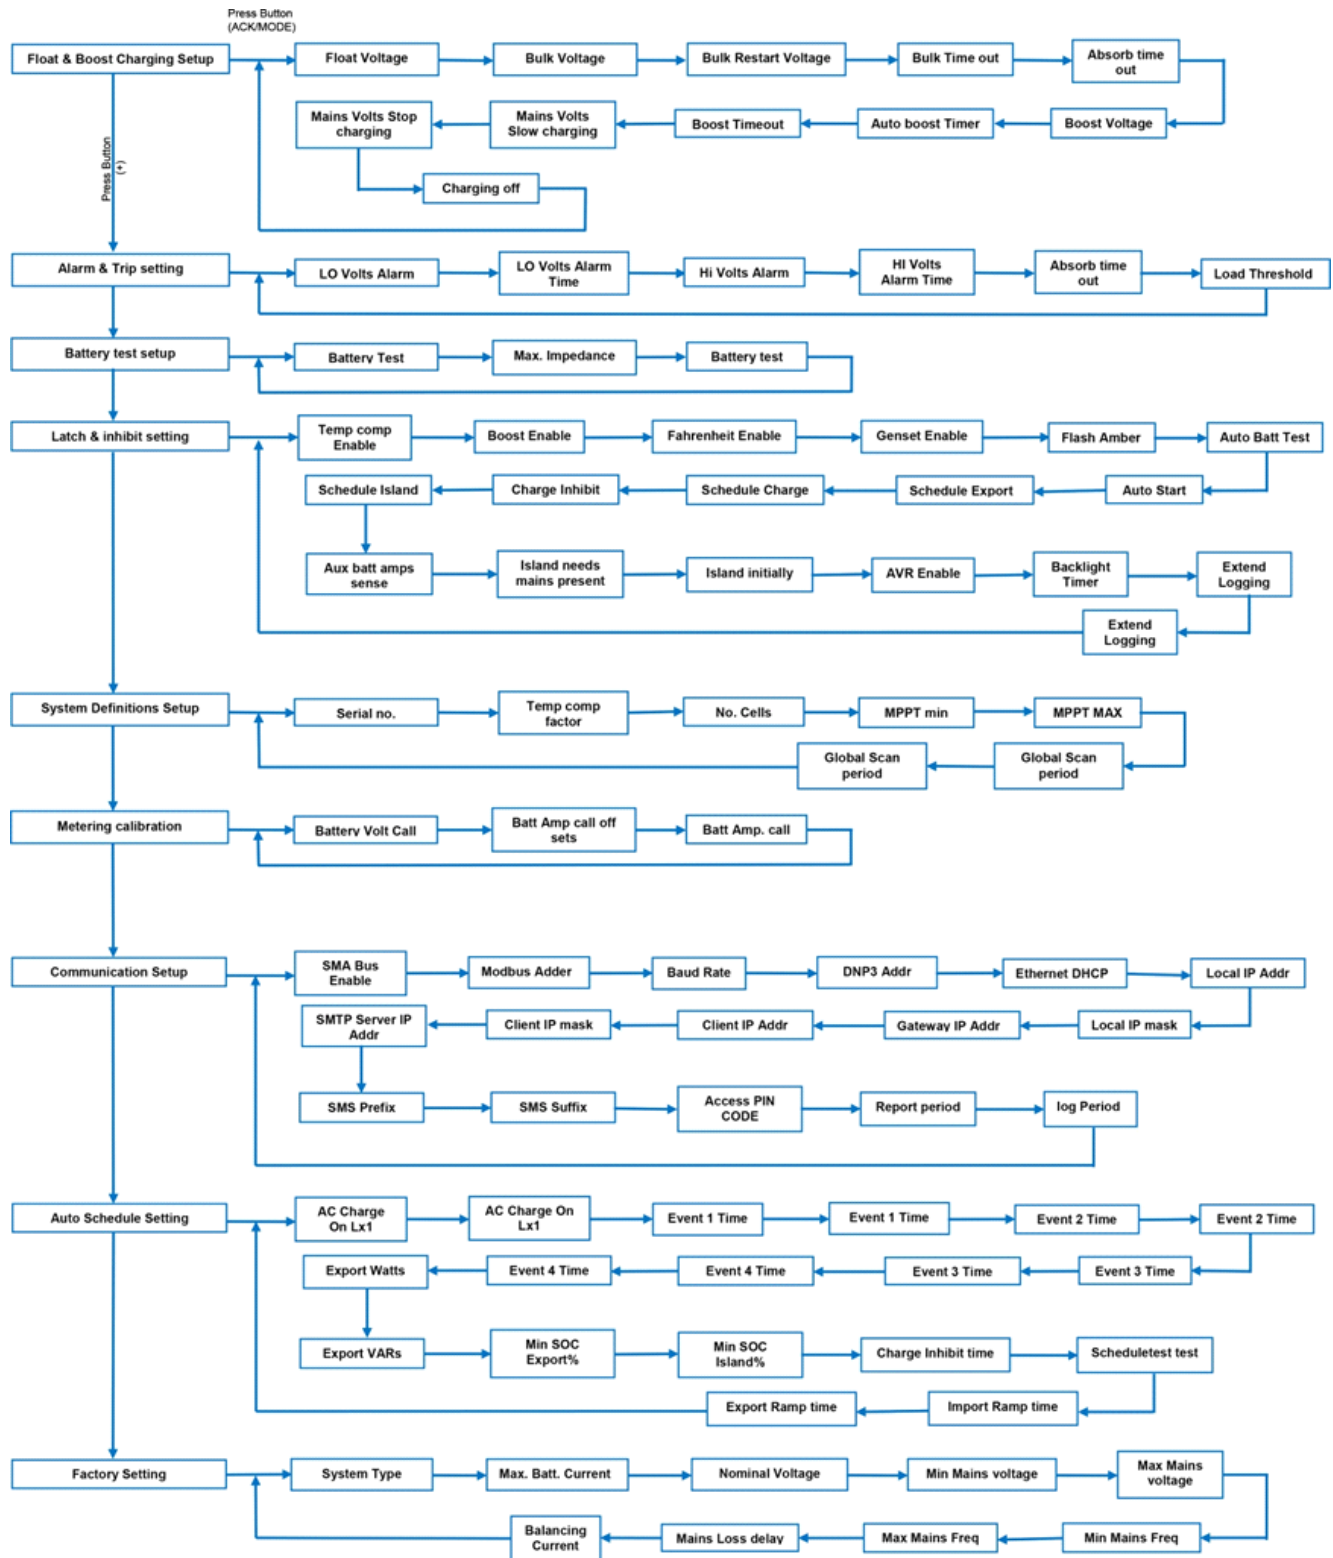 Press Button
(ACK/MODE)
Float & Boost Charging Setup
Float Voltage
Bulk Voltage
Bulk Restart Voltage
Bulk Time out
Absorb time
out
Mains Volts Stop
charging
Mains Volts
Slow charging
Boost Timeout
Auto boost Timer
Boost Voltage
Press Button
(+)
Charging off
Alarm & Trip setting
LO Volts Alarm
LO Volts Alarm
Time
Hi Volts Alarm
HI Volts
Alarm Time
Absorb time
out
Load Threshold
Battery test setup
Battery Test
Max. Impedance
Battery test
Latch & inhibit setting
Temp comp
Enable
Boost Enable
Fahrenheit Enable
Genset Enable
Flash Amber
Auto Batt Test
Schedule Island
Charge Inhibit
Schedule Charge
Schedule Export
Auto Start
Aux batt amps
sense
Island needs
mains present
Island initially
AVR Enable
Backlight
Timer
Extend
Logging
Extend
Logging
System Definitions Setup
Serial no.
Temp comp
factor
No. Cells
MPPT min
MPPT MAX
Global Scan
period
Global Scan
period
Metering calibration
Battery Volt Call
Batt Amp call off
sets
Batt Amp. call
Communication Setup
SMA Bus
Enable
Modbus Adder
Baud Rate
DNP3 Addr
Ethernet DHCP
Local IP Addr
SMTP Server IP
Addr
Client IP mask
Client IP Addr
Gateway IP Addr
Local IP mask
SMS Prefix
SMS Suffix
Access PIN
CODE
Report period
log Period
Auto Schedule Setting
AC Charge
On Lx1
AC Charge On
Lx1
Event 1 Time
Event 1 Time
Event 2 Time
Event 2 Time
Export Watts
Event 4 Time
Event 4 Time
Event 3 Time
Event 3 Time
Export VARs
Min SOC
Export%
Min SOC
Island%
Charge Inhibit time
Scheduletest test
Export Ramp time
Import Ramp time
Factory Setting
System Type
Max. Batt. Current
Nominal Voltage
Min Mains voltage
Max Mains
voltage
Balancing
Current
Mains Loss delay
Max Mains Freq
Min Mains Freq